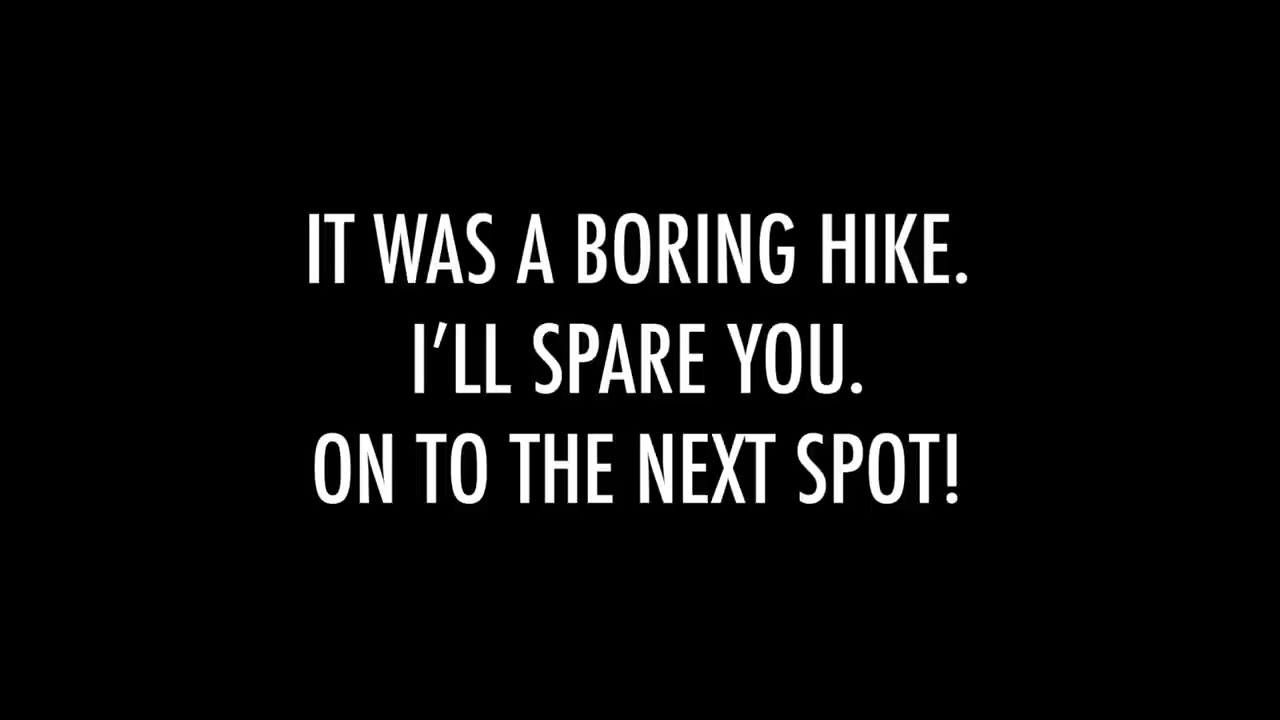 IT WAS A BORING HIKE.
I’LL SPARE YOU.
ON TO THE NEXT SPOT!